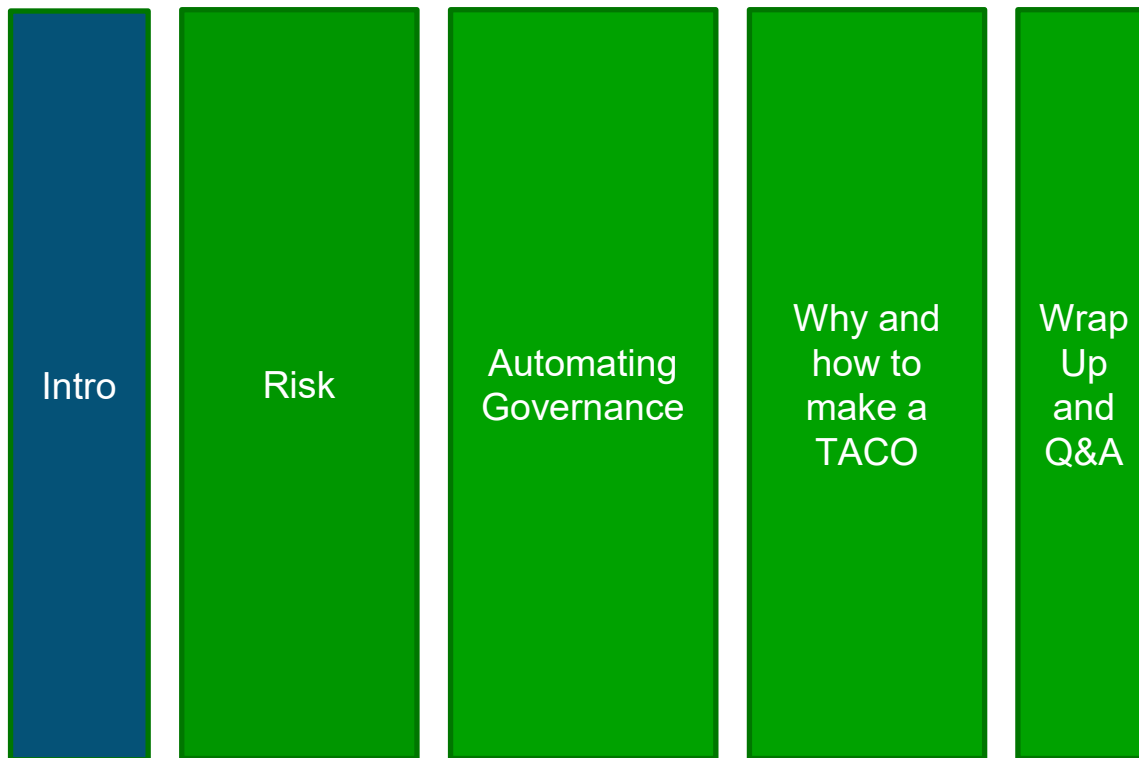 Intro
Risk
Automating
Governance
Why and
how to
make a
TACO
Wrap
Up
and
Q&A